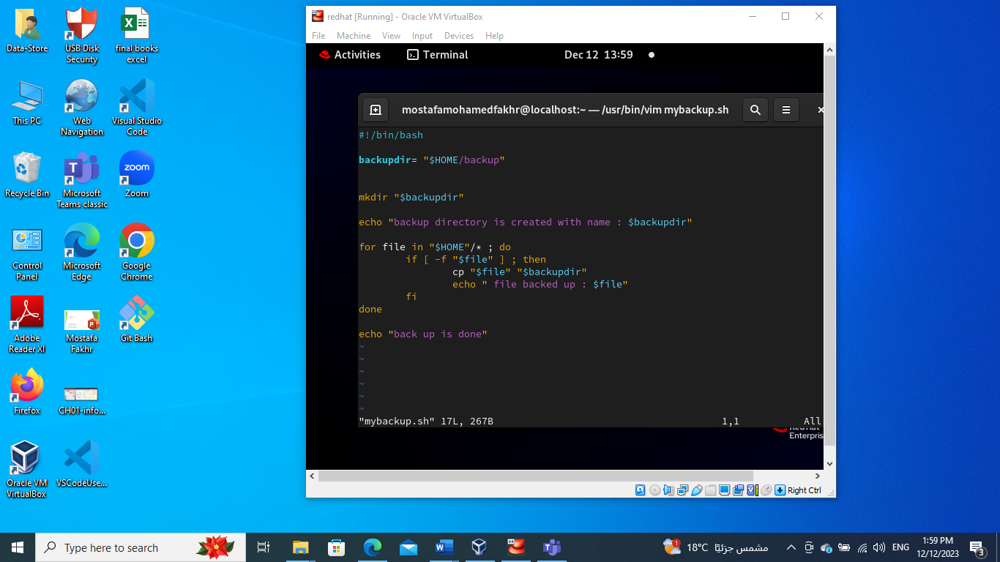 Data-Store
USB Disk
Security
final books
excel
This PC
Web
Navigation
Visual Studio
Code
Recycle Bin
Microsoft
Teams classic
zoom
Zoom
Control
Panel
Microsoft
Edge
Google
Chrome
Adobe
Reader XI
Mostafa
Fakhr
Git Bash
Firefox
CH01-info...
Oracle VM
VirtualBox
VSCodeUse...
redhat [Running] - Oracle VM VirtualBox
File Machine View Input Devices Help
Activities Terminal Dec 12 13:59
mostafamohamedfakhr@localhost:~ — /usr/bin/vim mybackup.sh
#!/bin/bash
backupdir= "$HOME/backup"
mkdir "$backupdir"
echo "backup directory is created with name : $backupdir"
for file in "$HOME"/* ; do
if [ -f "$file" ] ; then
cp "$file" "$backupdir"
echo " file backed up : $file"
fi
done
echo "back up is done"
~
~
~
~
~
~
"mybackup.sh" 17L, 267B 1,1 All
Enterpris
Right Ctrl
Type here to search
1
18°C مشمس جزئيًا
ENG
1:59 PM
12/12/2023
3